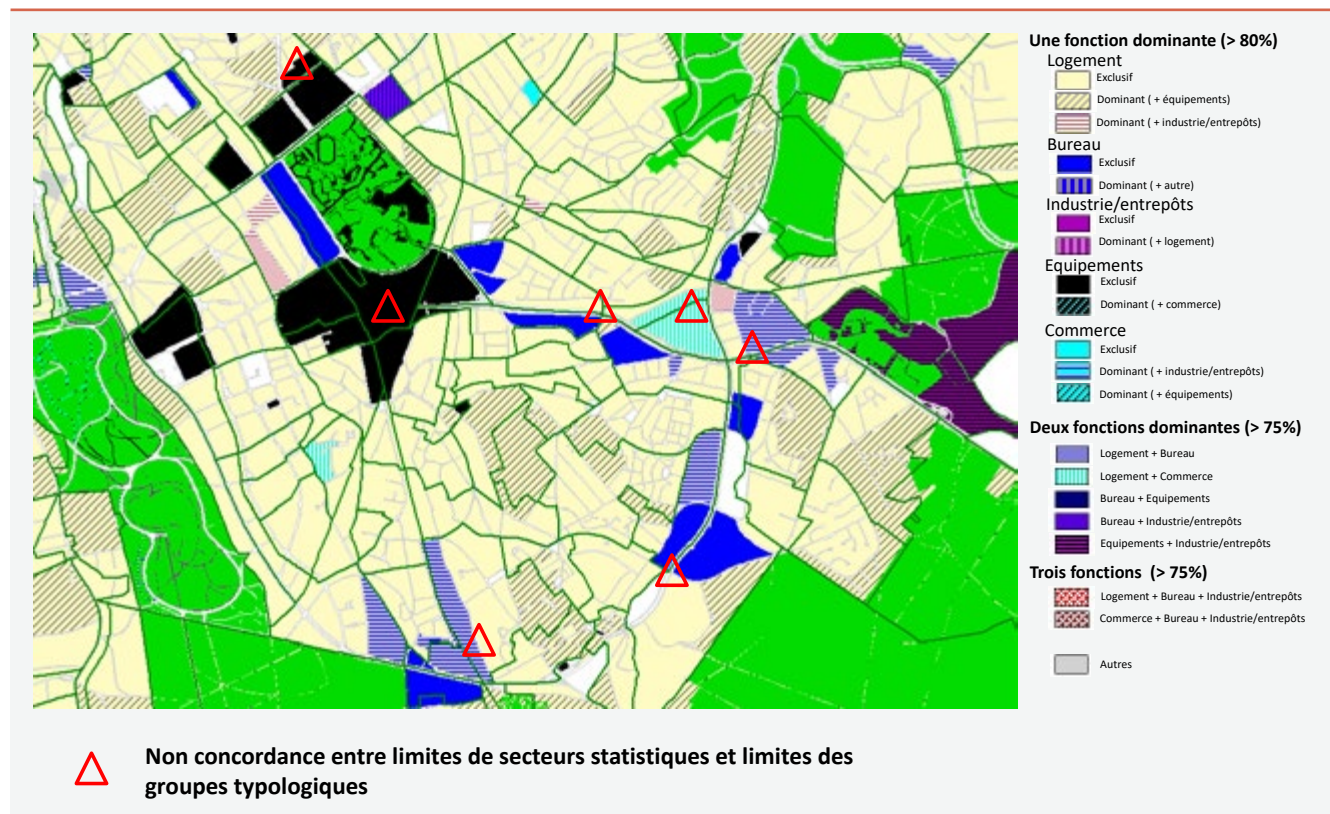 Une fonction dominante (> 80%)
Logement
Exclusif
Dominant ( + équipements)
Dominant ( + industrie/entrepôts)
Bureau
Exclusif
Dominant ( + autre)
Industrie/entrepôts
Exclusif
Dominant ( + logement)
Equipements
Exclusif
Dominant ( + commerce)
Commerce
Exclusif
Dominant ( + industrie/entrepôts)
Dominant ( + équipements)
Deux fonctions dominantes (> 75%)
Logement + Bureau
Logement + Commerce
Bureau + Equipements
Bureau + Industrie/entrepôts
Equipements + Industrie/entrepôts
Trois fonctions  (> 75%)
Logement + Bureau + Industrie/entrepôts
Commerce + Bureau + Industrie/entrepôts
Autres
Non concordance entre limites de secteurs statistiques et limites des
groupes typologiques